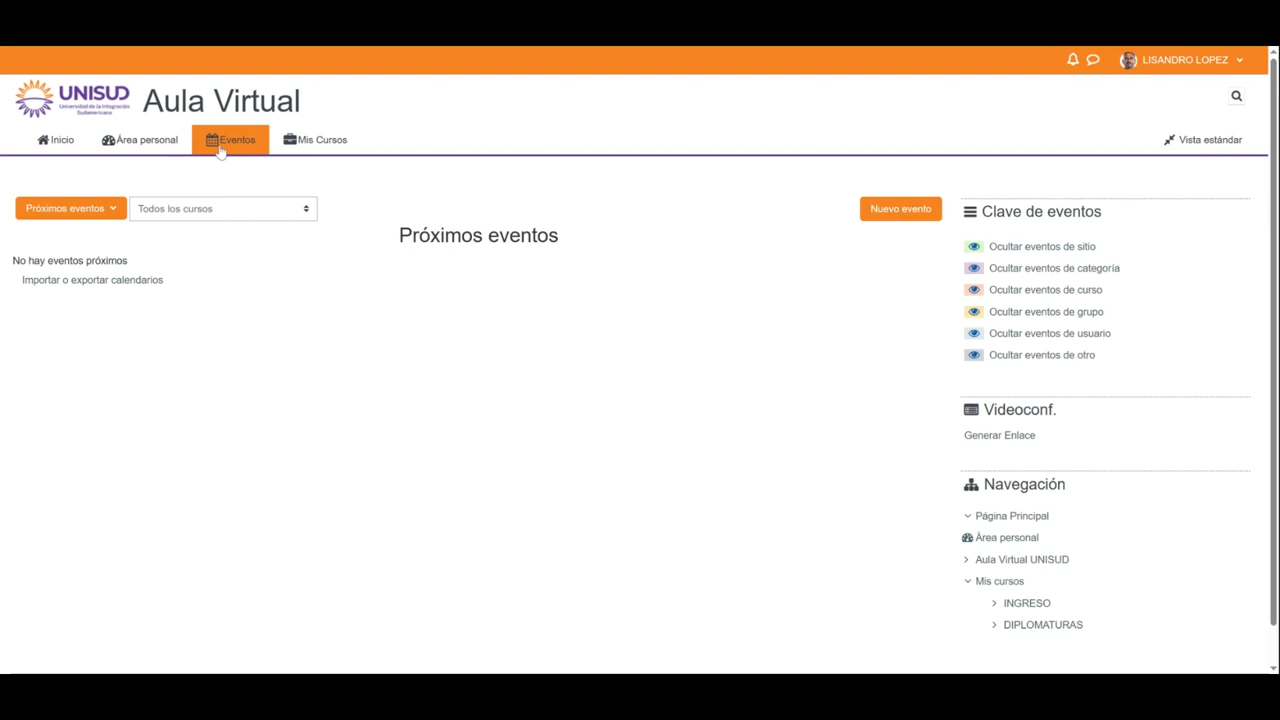 LISANDRO LOPEZ
UNISUD
Universidad de la Integración
Sudamericana
Aula Virtual
Inicio
Área personal
Eventos
Mis Cursos
Vista estándar
Próximos eventos
Todos los cursos
Nuevo evento
Próximos eventos
No hay eventos próximos
Importar o exportar calendarios
Clave de eventos
Ocultar eventos de sitio
Ocultar eventos de categoría
Ocultar eventos de curso
Ocultar eventos de grupo
Ocultar eventos de usuario
Ocultar eventos de otro
Videoconf.
Generar Enlace
Navegación
Página Principal
Área personal
Aula Virtual UNISUD
Mis cursos
INGRESO
DIPLOMATURAS